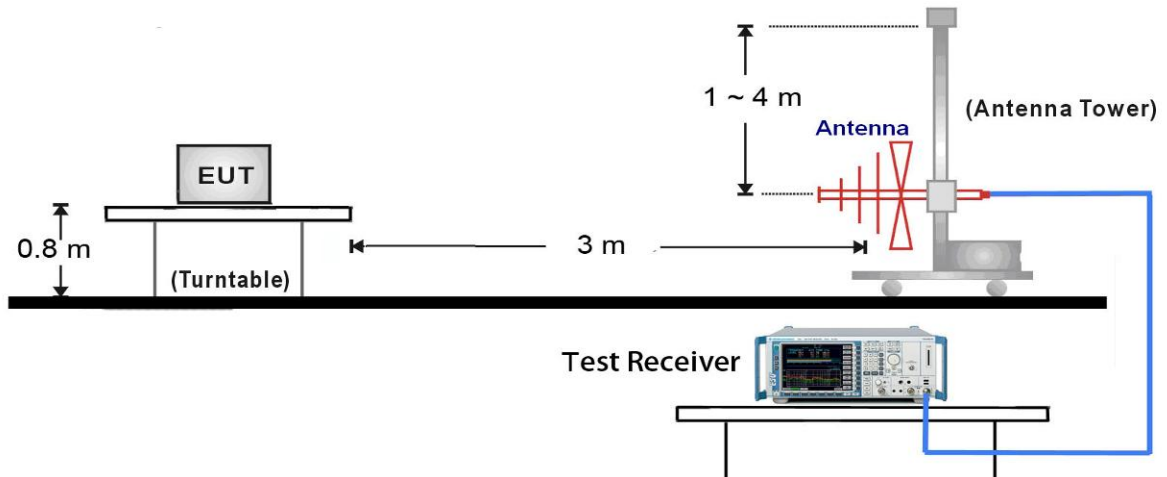 1 ~ 4 m
(Antenna Tower)
Antenna
EUT
0.8 m
3 m
(Turntable)
Test Receiver